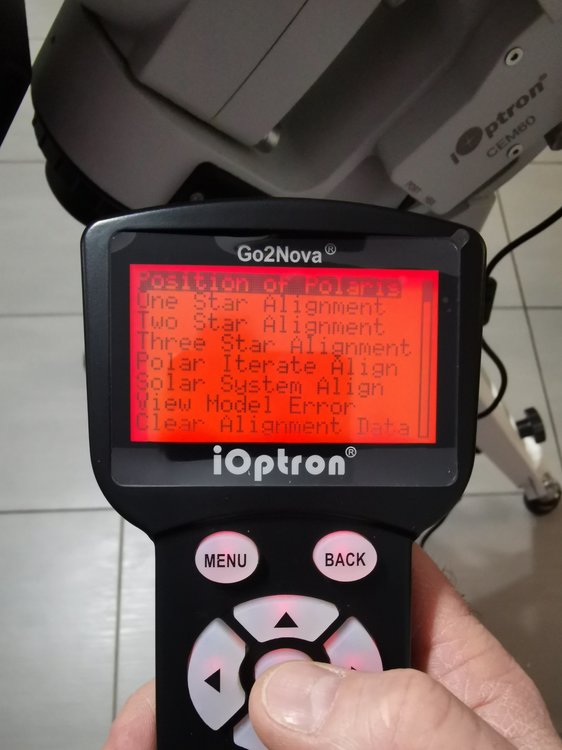 iOptron®
CEM60
Go2Nova®
Position of Polaris
One Star Alignment
Two Star Alignment
Three Star Alignment
Polar Iterate Align
Solar System Align
View Model Error
Clear Alignment Data
iOptron®
MENU
BACK